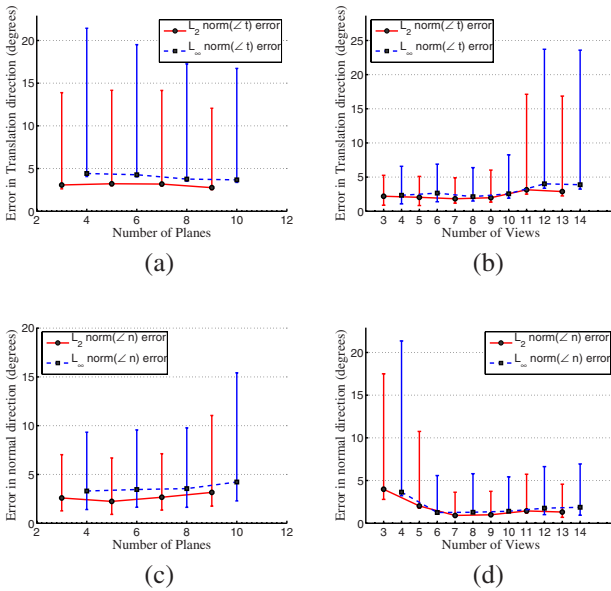 L2 norm(∠ t) error
L∞ norm(∠ t) error
Error in Translation direction (degrees)
20
15
10
5
0
2
4
6
8
10
12
Number of Planes
(a)
L2 norm(∠ t) error
L∞ norm(∠ t) error
Error in Translation direction (degrees)
25
20
15
10
5
0
3 4 5 6 7 8 9 10 11 12 13 14
Number of Views
(b)
L2 norm(∠ n) error
L∞ norm(∠ n) error
Error in normal direction (degrees)
20
15
10
5
0
2
4
6
8
10
12
Number of Planes
(c)
L2 norm(∠ n) error
L∞ norm(∠ n) error
Error in normal direction (degrees)
20
15
10
5
0
3 4 5 6 7 8 9 10 11 12 13 14
Number of Views
(d)